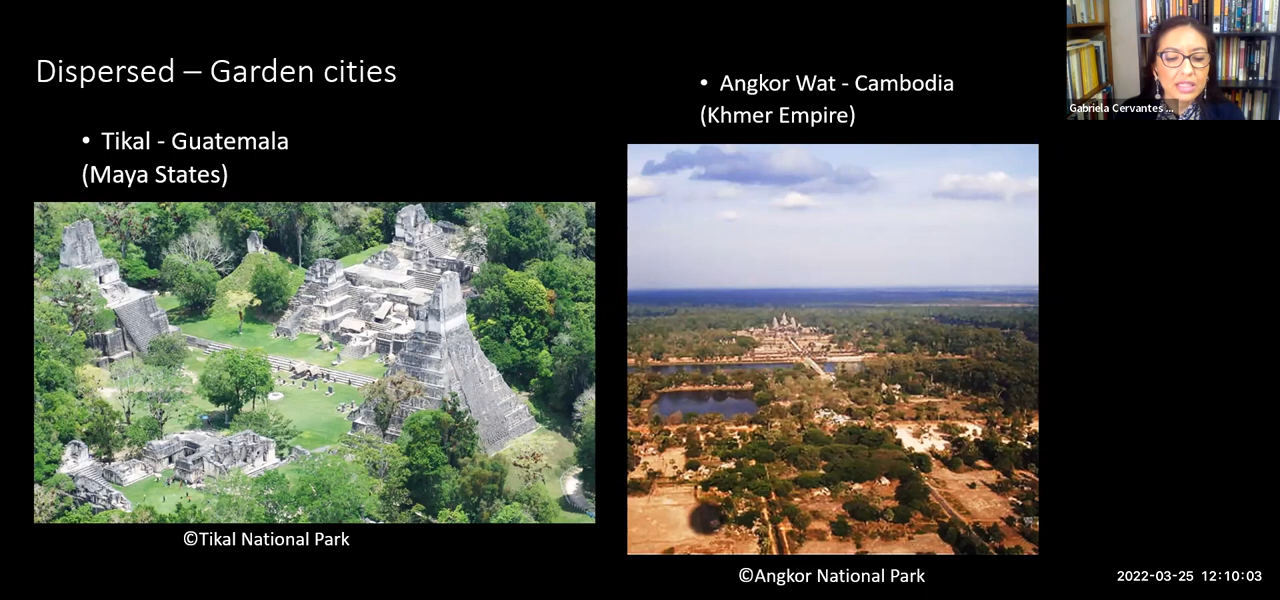 Dispersed – Garden cities
• Tikal - Guatemala
(Maya States)
©Tikal National Park
• Angkor Wat - Cambodia
(Khmer Empire)
©Angkor National Park
Gabriela Cervantes ...
2022-03-25 12:10:03